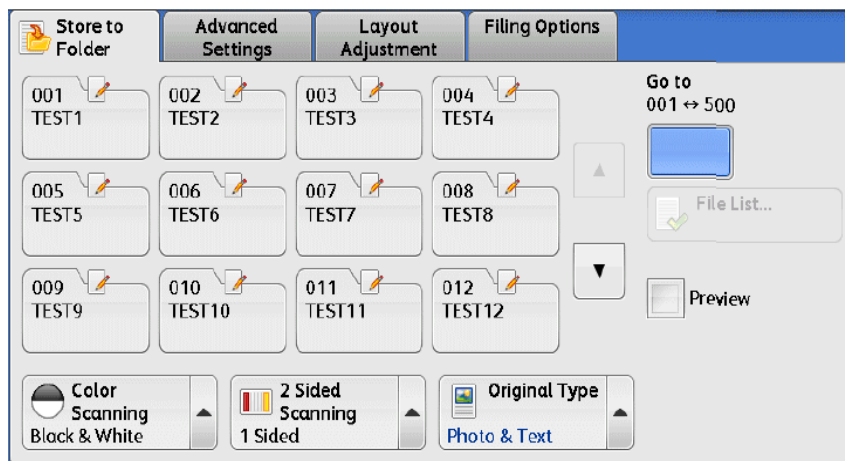 Store to
Folder
Advanced
Settings
Layout
Adjustment
Filing Options
001
TEST1
002
TEST2
003
TEST3
004
TEST4
Go to
001 ↔ 500
005
TEST5
006
TEST6
007
TEST7
008
TEST8
File List...
009
TEST9
010
TEST10
011
TEST11
012
TEST12
Preview
Color
Scanning
Black & White
2 Sided
Scanning
1 Sided
Original Type
Photo & Text